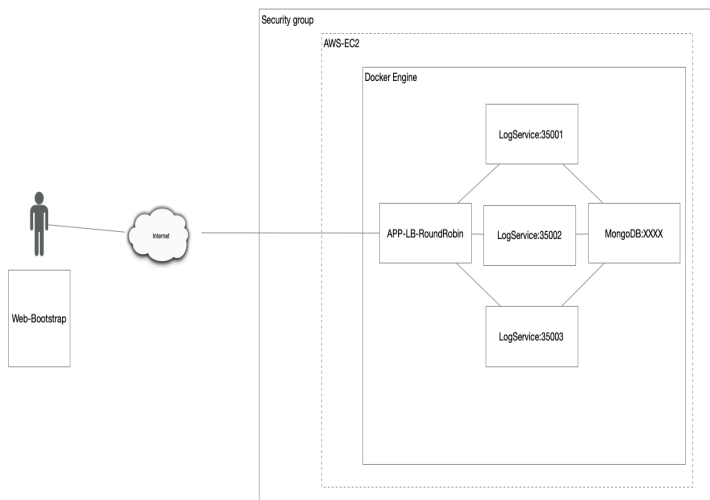 Security group
AWS-EC2
Docker Engine
LogService:35001
Internet
APP-LB-RoundRobin
LogService:35002
MongoDB:XXXX
Web-Bootstrap
LogService:35003